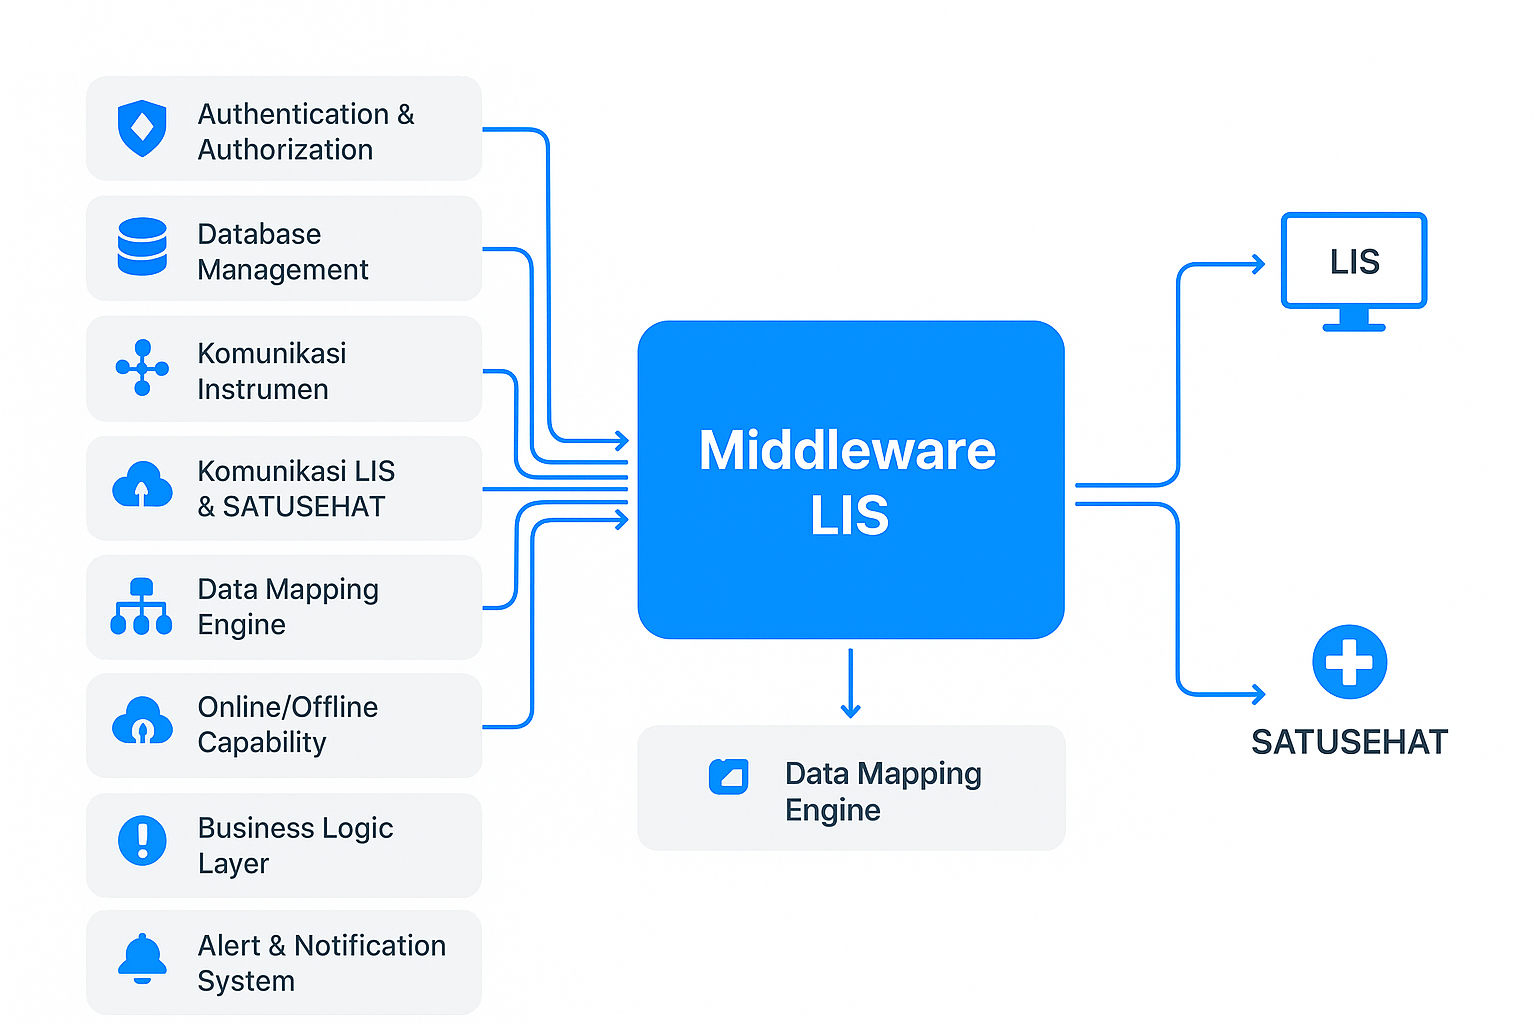 Authentication &
Authorization
Database
Management
Komunikasi
Instrumen
Komunikasi LIS
& SATUSEHAT
Data Mapping
Engine
Online/Offline
Capability
Business Logic
Layer
Alert & Notification
System
Middleware
LIS
Data Mapping
Engine
LIS
SATUSEHAT